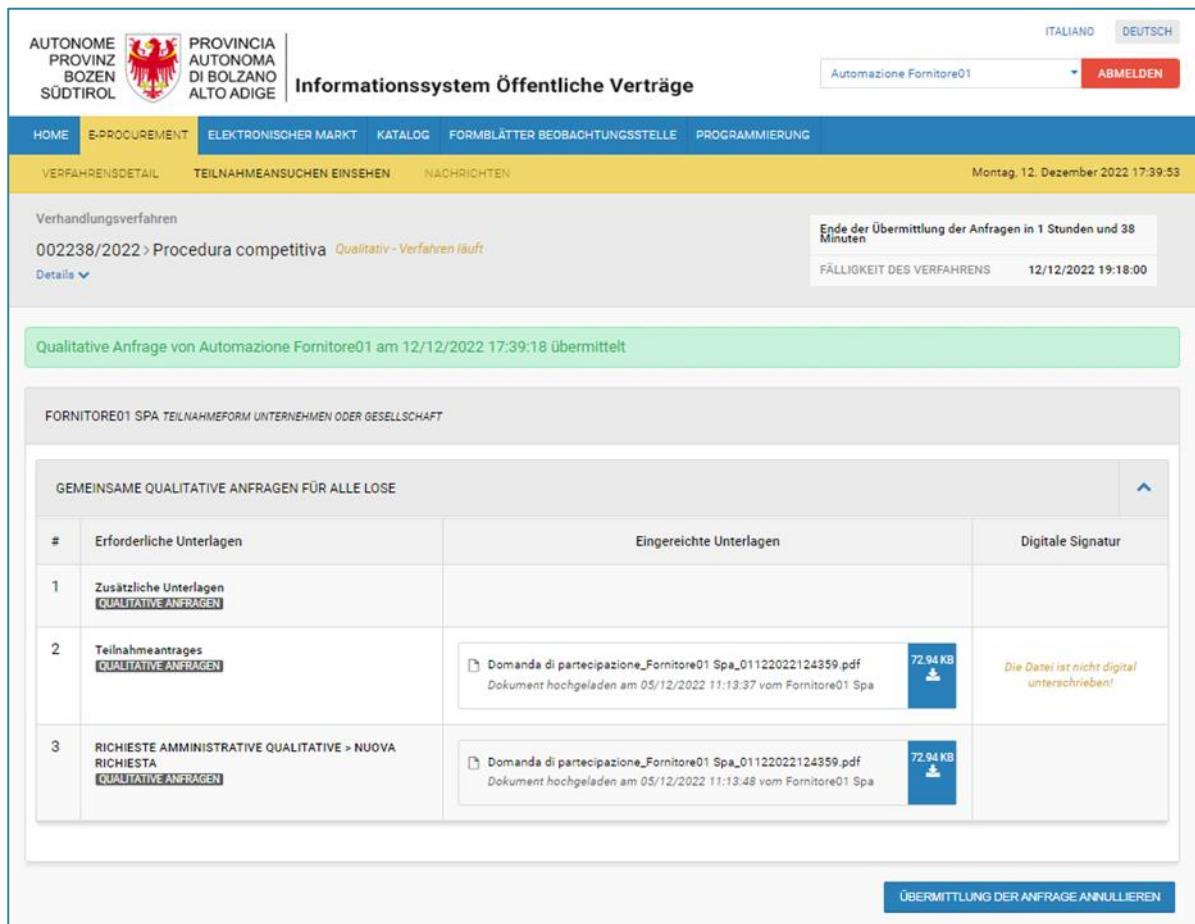 ITALIANO DEUTSCH
AUTONOME PROVINCIA
PROVINZ AUTONOMA
BOZEN DI BOLZANO
SÜDTIROL ALTO ADIGE
Informationssystem Öffentliche Verträge
Automazione Fornitore01 ABMELDEN
HOME E-PROCUREMENT ELEKTRONISCHER MARKT KATALOG FORMBLÄTTER BEOBACHTUNGSSTELLE PROGRAMMIERUNG
VERFAHRENSDETAIL TEILNAHMEANSUCHEN EINSEHEN NACHRICHTEN Montag, 12. Dezember 2022 17:39:53
Verhandlungsverfahren
002238/2022 > Procedura competitiva Qualitativ - Verfahren läuft
Details
Ende der Übermittlung der Anfragen in 1 Stunden und 38
Minuten
FÄLLIGKEIT DES VERFAHRENS 12/12/2022 19:18:00
Qualitative Anfrage von Automazione Fornitore01 am 12/12/2022 17:39:18 übermittelt
FORNITORE01 SPA TEILNAHMEFORM UNTERNEHMEN ODER GESELLSCHAFT
GEMEINSAME QUALITATIVE ANFRAGEN FÜR ALLE LOSE
# Erforderliche Unterlagen Eingereichte Unterlagen Digitale Signatur
1 Zusätzliche Unterlagen
QUALITATIVE ANFRAGEN
2 Teilnahmeantrages
QUALITATIVE ANFRAGEN
Domanda di partecipazione_Fornitore01 Spa_01122022124359.pdf
Dokument hochgeladen am 05/12/2022 11:13:37 vom Fornitore01 Spa
72.94 KB
Die Datei ist nicht digital
unterschrieben!
3 RICHIESTE AMMINISTRATIVE QUALITATIVE > NUOVA
RICHIESTA
QUALITATIVE ANFRAGEN
Domanda di partecipazione_Fornitore01 Spa_01122022124359.pdf
Dokument hochgeladen am 05/12/2022 11:13:48 vom Fornitore01 Spa
72.94 KB
ÜBERMITTLUNG DER ANFRAGE ANNULLIEREN